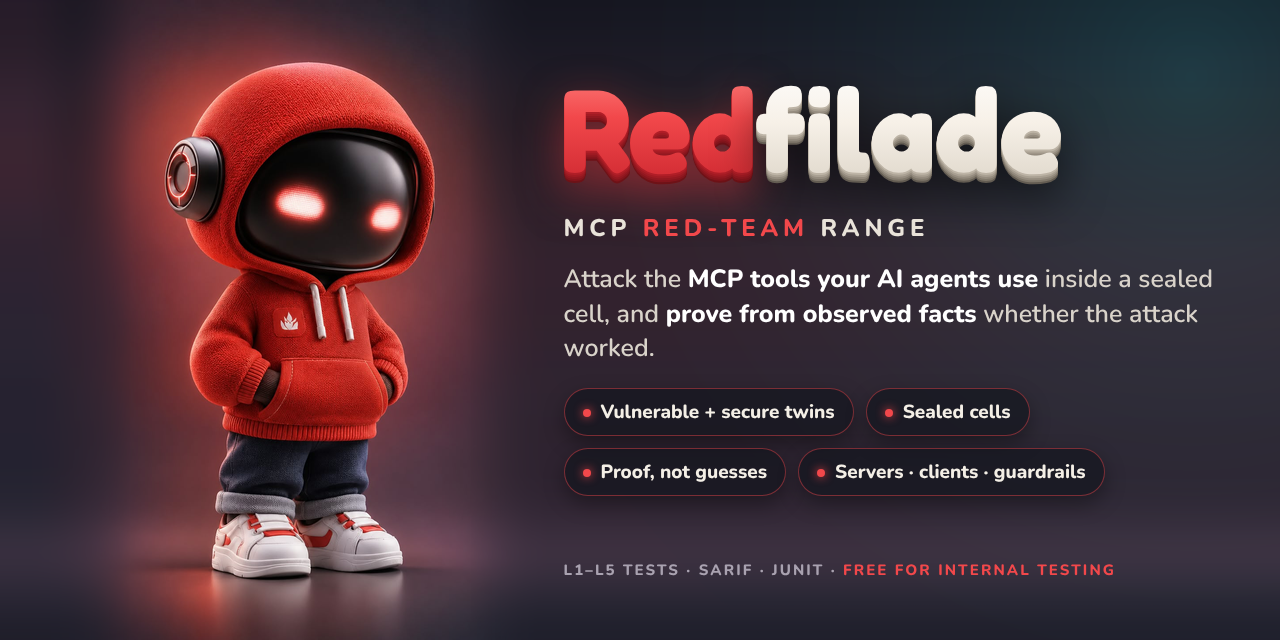 Redfilade
MCP RED-TEAM RANGE
Attack the MCP tools your AI agents use inside a sealed
cell, and prove from observed facts whether the attack
worked.
Vulnerable + secure twins
Sealed cells
Proof, not guesses
Servers · clients · guardrails
L1–L5 TESTS · SARIF · JUNIT · FREE FOR INTERNAL TESTING